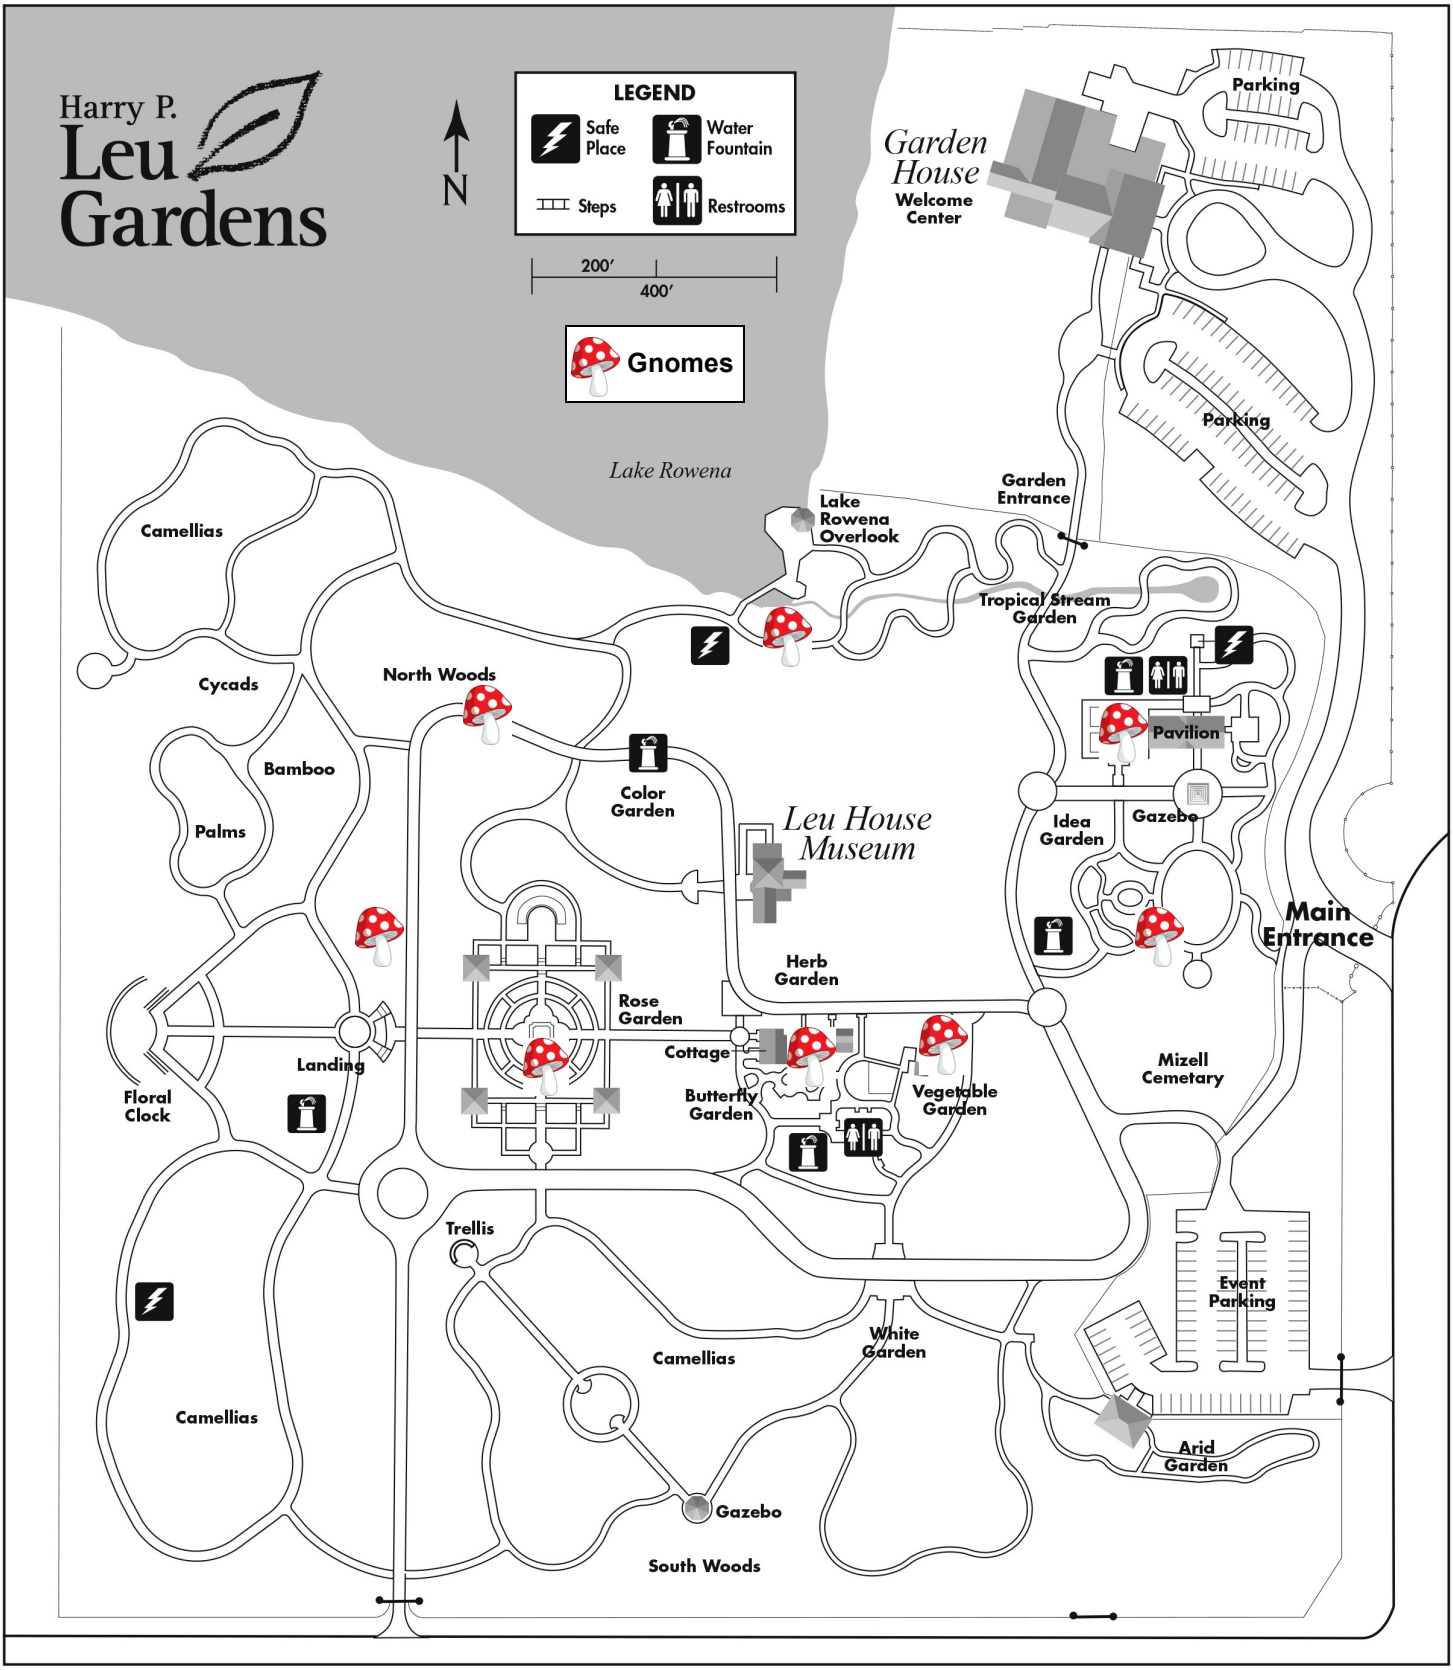 Harry P.
Leu
Gardens
N
LEGEND
Safe
Place
Water
Fountain
Steps
Restrooms
200'
400'
Gnomes
Lake Rowena
Garden
House
Welcome
Center
Parking
Parking
Garden
Entrance
Lake
Rowena
Overlook
Tropical Stream
Garden
Camellias
Cycads
North Woods
Bamboo
Palms
Color
Garden
Leu House
Museum
Pavilion
Idea
Garden
Gazebo
Main
Entrance
Herb
Garden
Rose
Garden
Cottage
Landing
Floral
Clock
Butterfly
Garden
Vegetable
Garden
Mizell
Cemetary
Trellis
Event
Parking
White
Garden
Camellias
Camellias
Arid
Garden
Gazebo
South Woods